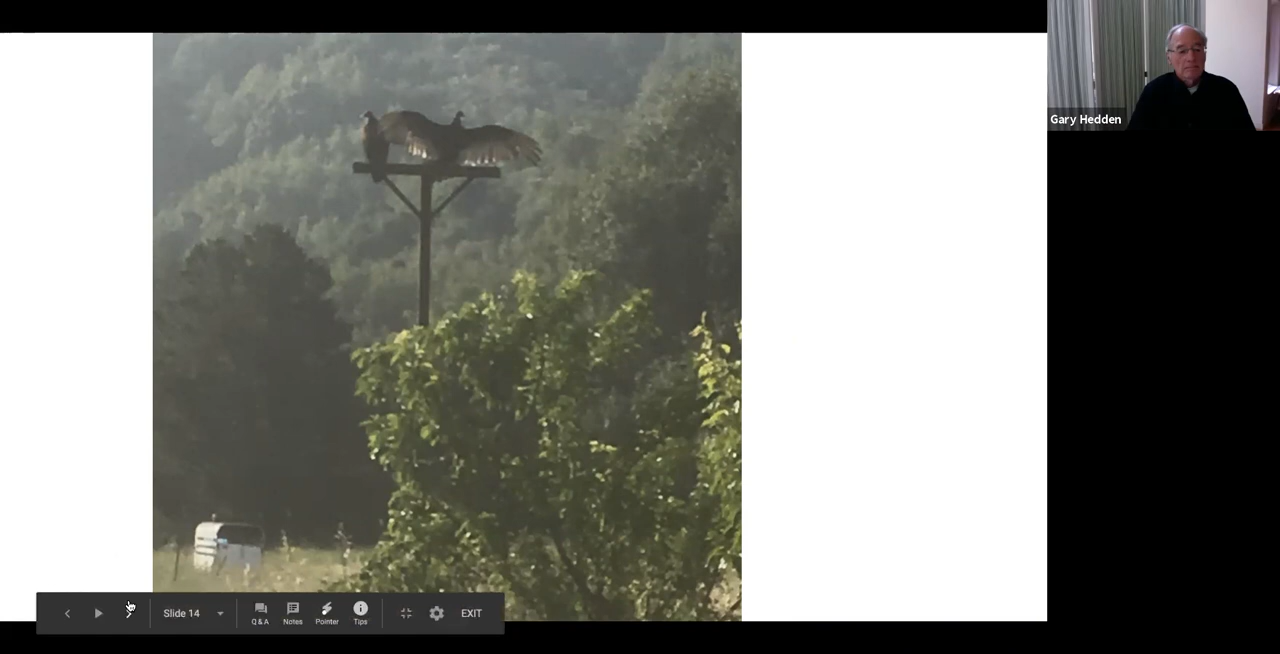 Gary Hedden
Slide 14
Q & A
Notes
Pointer
Tips
EXIT